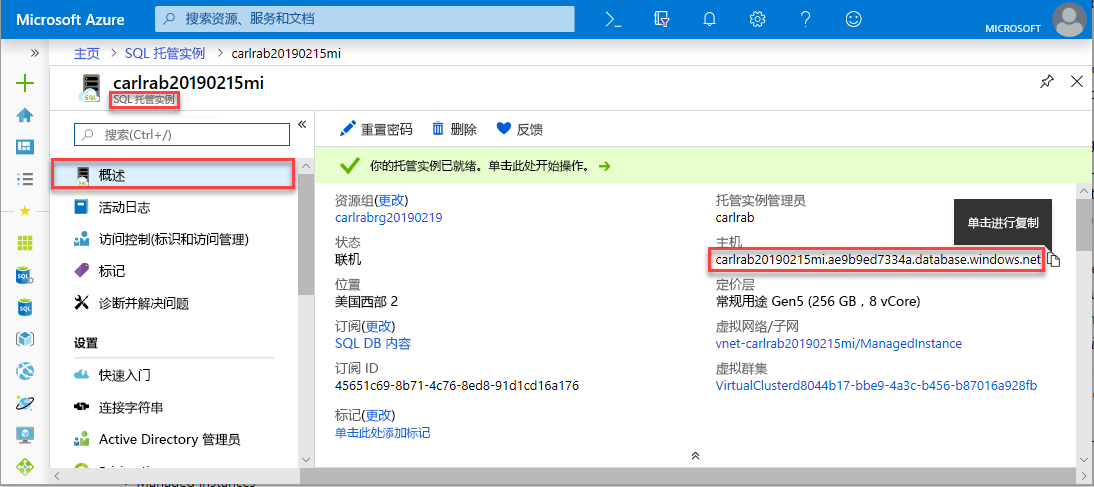 Microsoft Azure
搜索资源、服务和文档
MICROSOFT
主页 > SQL 托管实例 > carlrab20190215mi
carlrab20190215mi
SQL 托管实例
搜索(Ctrl+/)
概述
活动日志
访问控制(标识和访问管理)
标记
诊断并解决问题
设置
快速入门
连接字符串
Active Directory 管理员
重置密码
删除
反馈
你的托管实例已就绪。单击此处开始操作。 →
资源组(更改)
carlrabrg20190219
状态
联机
位置
美国西部 2
订阅(更改)
SQL DB 内容
订阅 ID
45651c69-8b71-4c76-8ed8-91d1cd16a176
标记(更改)
单击此处添加标记
托管实例管理员
carlrab
单击进行复制
主机
carlrab20190215mi.ae9b9ed7334a.database.windows.net
定价层
常规用途 Gen5 (256 GB，8 vCore)
虚拟网络/子网
vnet-carlrab20190215mi/ManagedInstance
虚拟群集
VirtualClusterd8044b17-bbe9-4a3c-b456-b87016a928fb